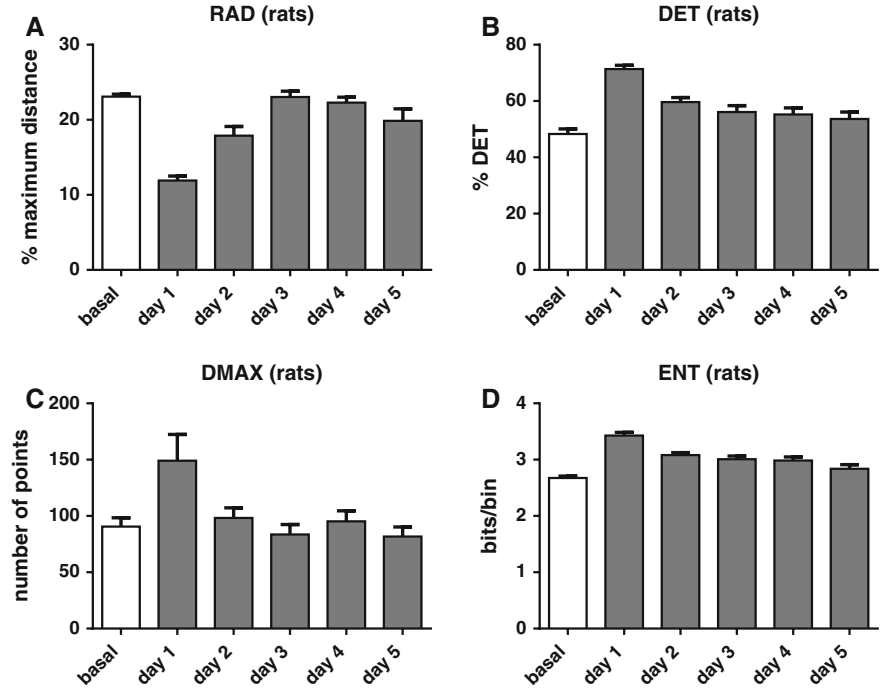 A
RAD (rats)
% maximum distance
30
20
10
0
basal
day 1
day 2
day 3
day 4
day 5
B
DET (rats)
% DET
80
60
40
20
0
basal
day 1
day 2
day 3
day 4
day 5
C
DMAX (rats)
number of points
200
150
100
50
0
basal
day 1
day 2
day 3
day 4
day 5
D
ENT (rats)
bits/bin
4
3
2
1
0
basal
day 1
day 2
day 3
day 4
day 5